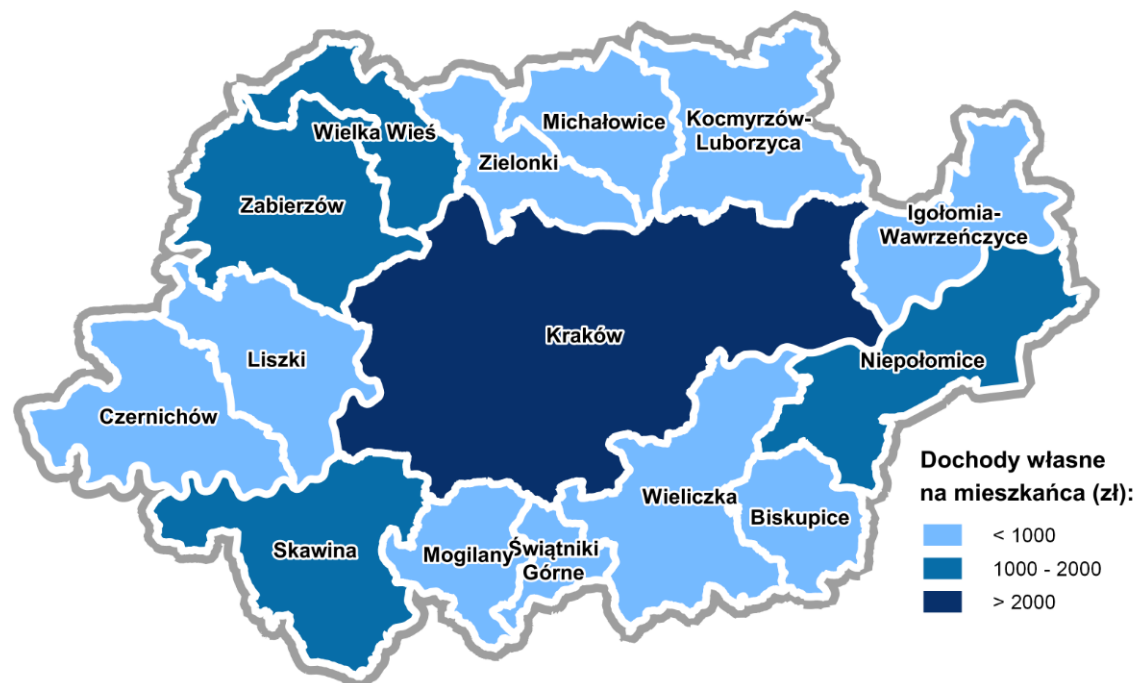 Michałowice
Kocmyrzów-
Luborzyca
Wielka Wieś
Zielonki
Zabierzów
Igołomia-
Wawrzeńczyce
Kraków
Liszki
Niepołomice
Czernichów
Wieliczka
Biskupice
Skawina
Mogilany
Świątniki
Górne
Dochody własne
na mieszkańca (zł):
< 1000
1000 - 2000
> 2000